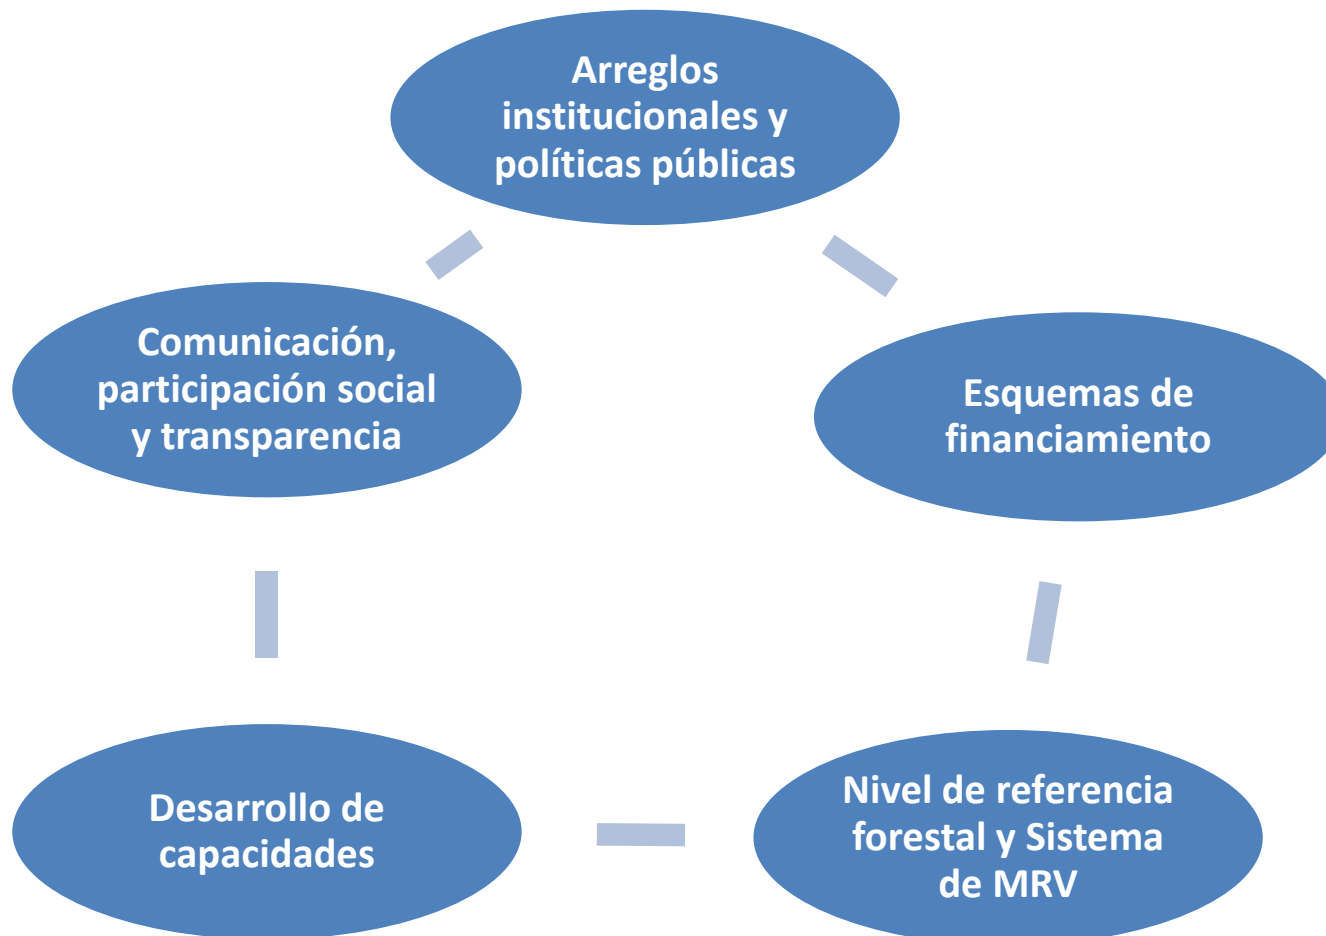 Arreglos
institucionales y
políticas públicas
Comunicación,
participación social
y transparencia
Esquemas de
financiamiento
Desarrollo de
capacidades
Nivel de referencia
forestal y Sistema
de MRV